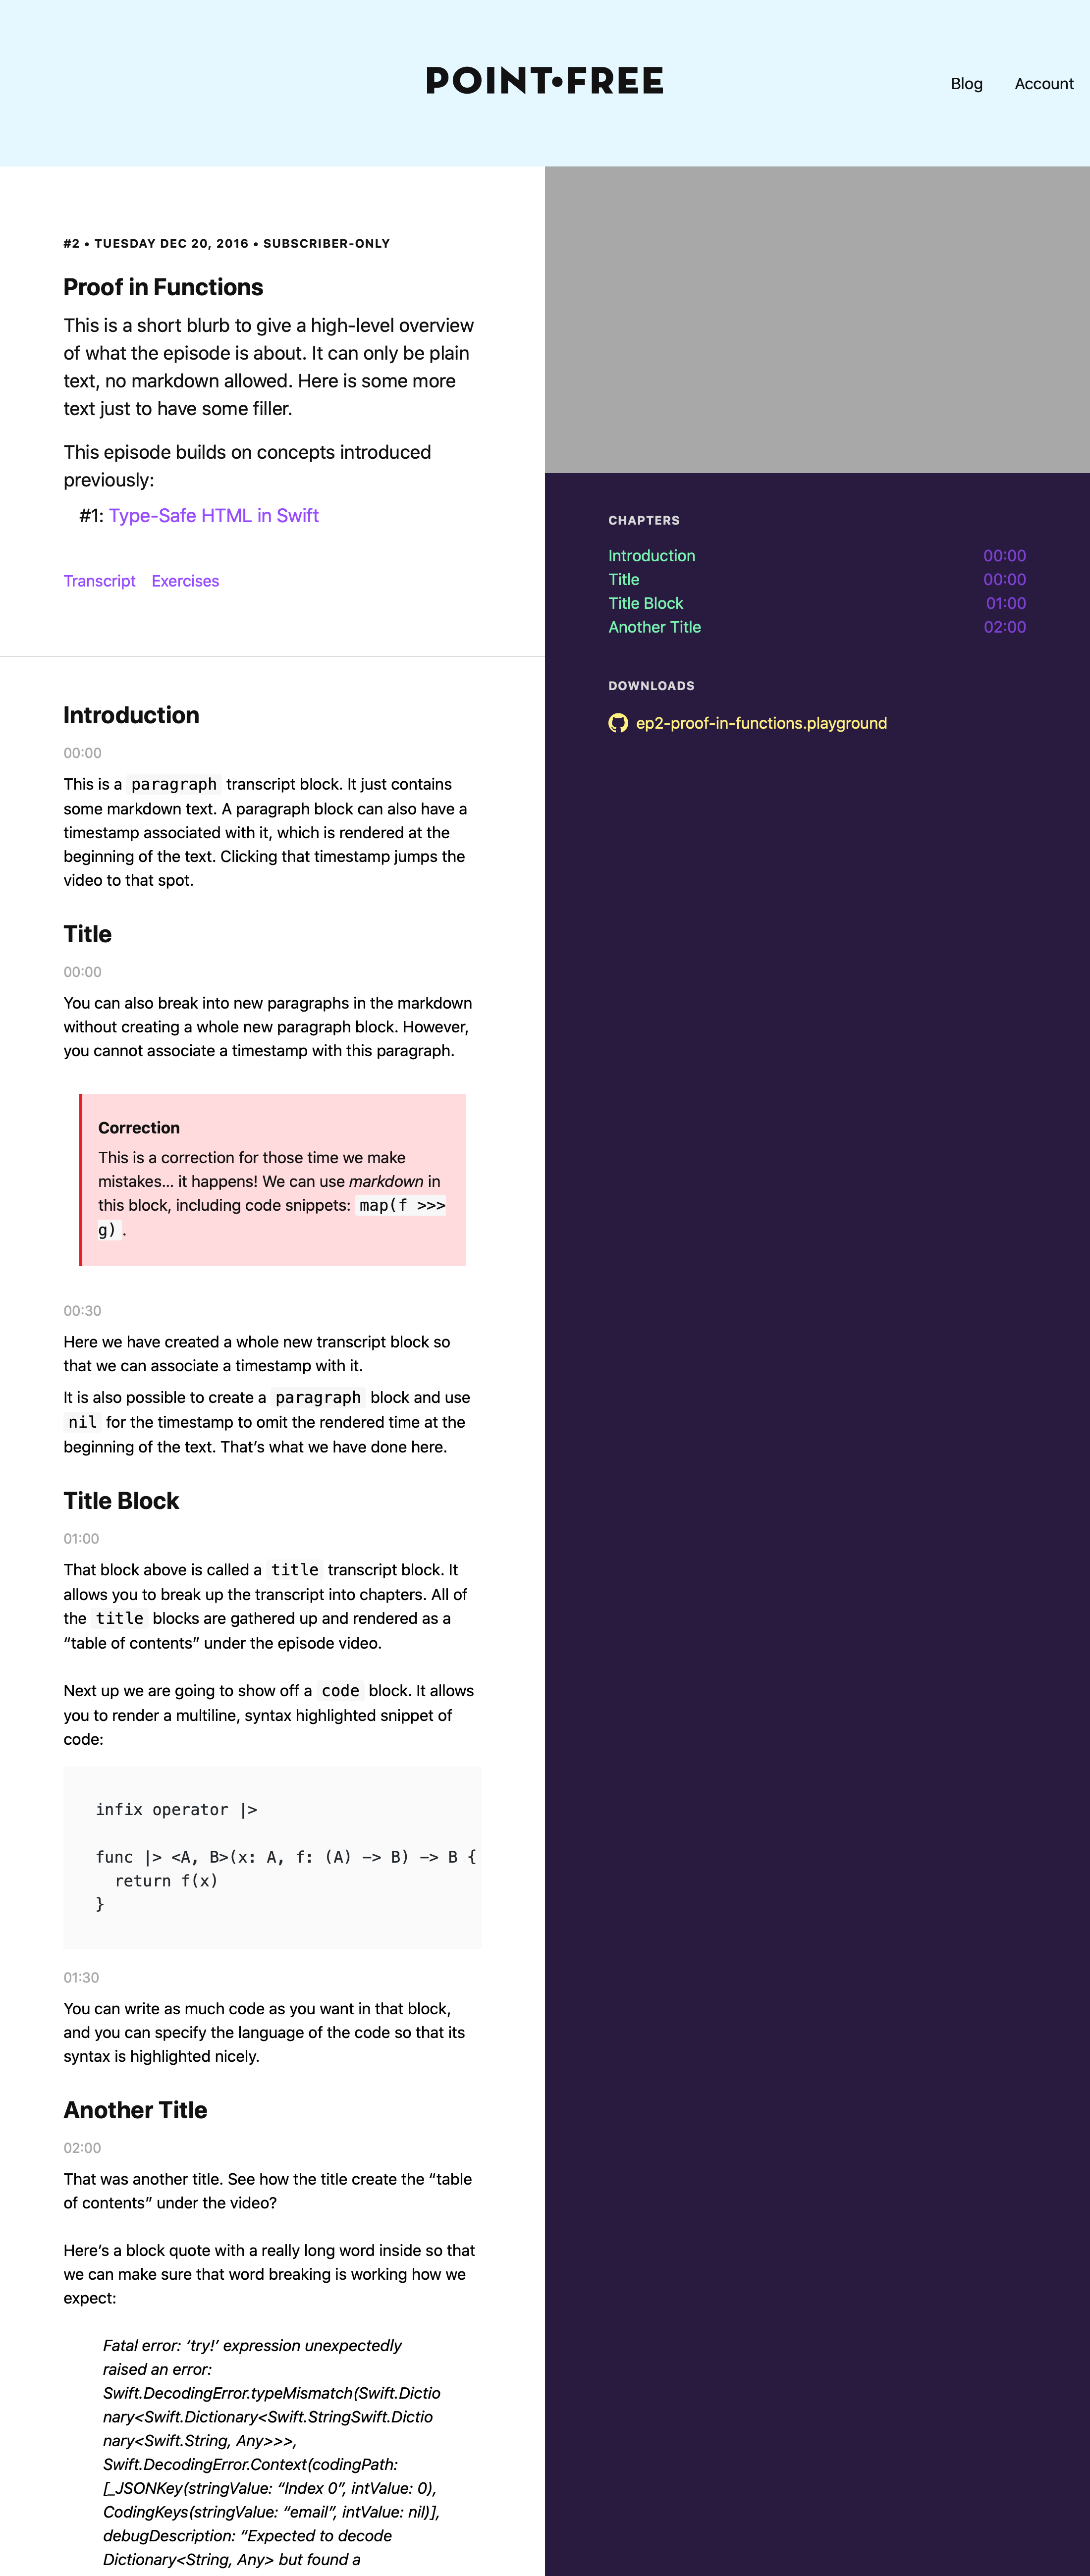 POINT•FREE
Blog Account
#2 • TUESDAY DEC 20, 2016 • SUBSCRIBER-ONLY
Proof in Functions
This is a short blurb to give a high-level overview
of what the episode is about. It can only be plain
text, no markdown allowed. Here is some more
text just to have some filler.
This episode builds on concepts introduced
previously:
#1: Type-Safe HTML in Swift
Transcript Exercises
Introduction
00:00
This is a paragraph transcript block. It just contains
some markdown text. A paragraph block can also have a
timestamp associated with it, which is rendered at the
beginning of the text. Clicking that timestamp jumps the
video to that spot.
Title
00:00
You can also break into new paragraphs in the markdown
without creating a whole new paragraph block. However,
you cannot associate a timestamp with this paragraph.
Correction
This is a correction for those time we make
mistakes… it happens! We can use markdown in
this block, including code snippets: map(f >>>
g).
00:30
Here we have created a whole new transcript block so
that we can associate a timestamp with it.
It is also possible to create a paragraph block and use
nil for the timestamp to omit the rendered time at the
beginning of the text. That’s what we have done here.
Title Block
01:00
That block above is called a title transcript block. It
allows you to break up the transcript into chapters. All of
the title blocks are gathered up and rendered as a
“table of contents” under the episode video.
Next up we are going to show off a code block. It allows
you to render a multiline, syntax highlighted snippet of
code:
infix operator |>
func |> <A, B>(x: A, f: (A) -> B) -> B {
  return f(x)
}
01:30
You can write as much code as you want in that block,
and you can specify the language of the code so that its
syntax is highlighted nicely.
Another Title
02:00
That was another title. See how the title create the “table
of contents” under the video?
Here’s a block quote with a really long word inside so that
we can make sure that word breaking is working how we
expect:
Fatal error: ‘try!’ expression unexpectedly
raised an error:
Swift.DecodingError.typeMismatch(Swift.Dictio
nary<Swift.Dictionary<Swift.StringSwift.Dictio
nary<Swift.String, Any>>>,
Swift.DecodingError.Context(codingPath:
[_JSONKey(stringValue: “Index 0”, intValue: 0),
CodingKeys(stringValue: “email”, intValue: nil)],
debugDescription: “Expected to decode
Dictionary<String, Any> but found a
CHAPTERS
Introduction 00:00
Title 00:00
Title Block 01:00
Another Title 02:00
DOWNLOADS
ep2-proof-in-functions.playground